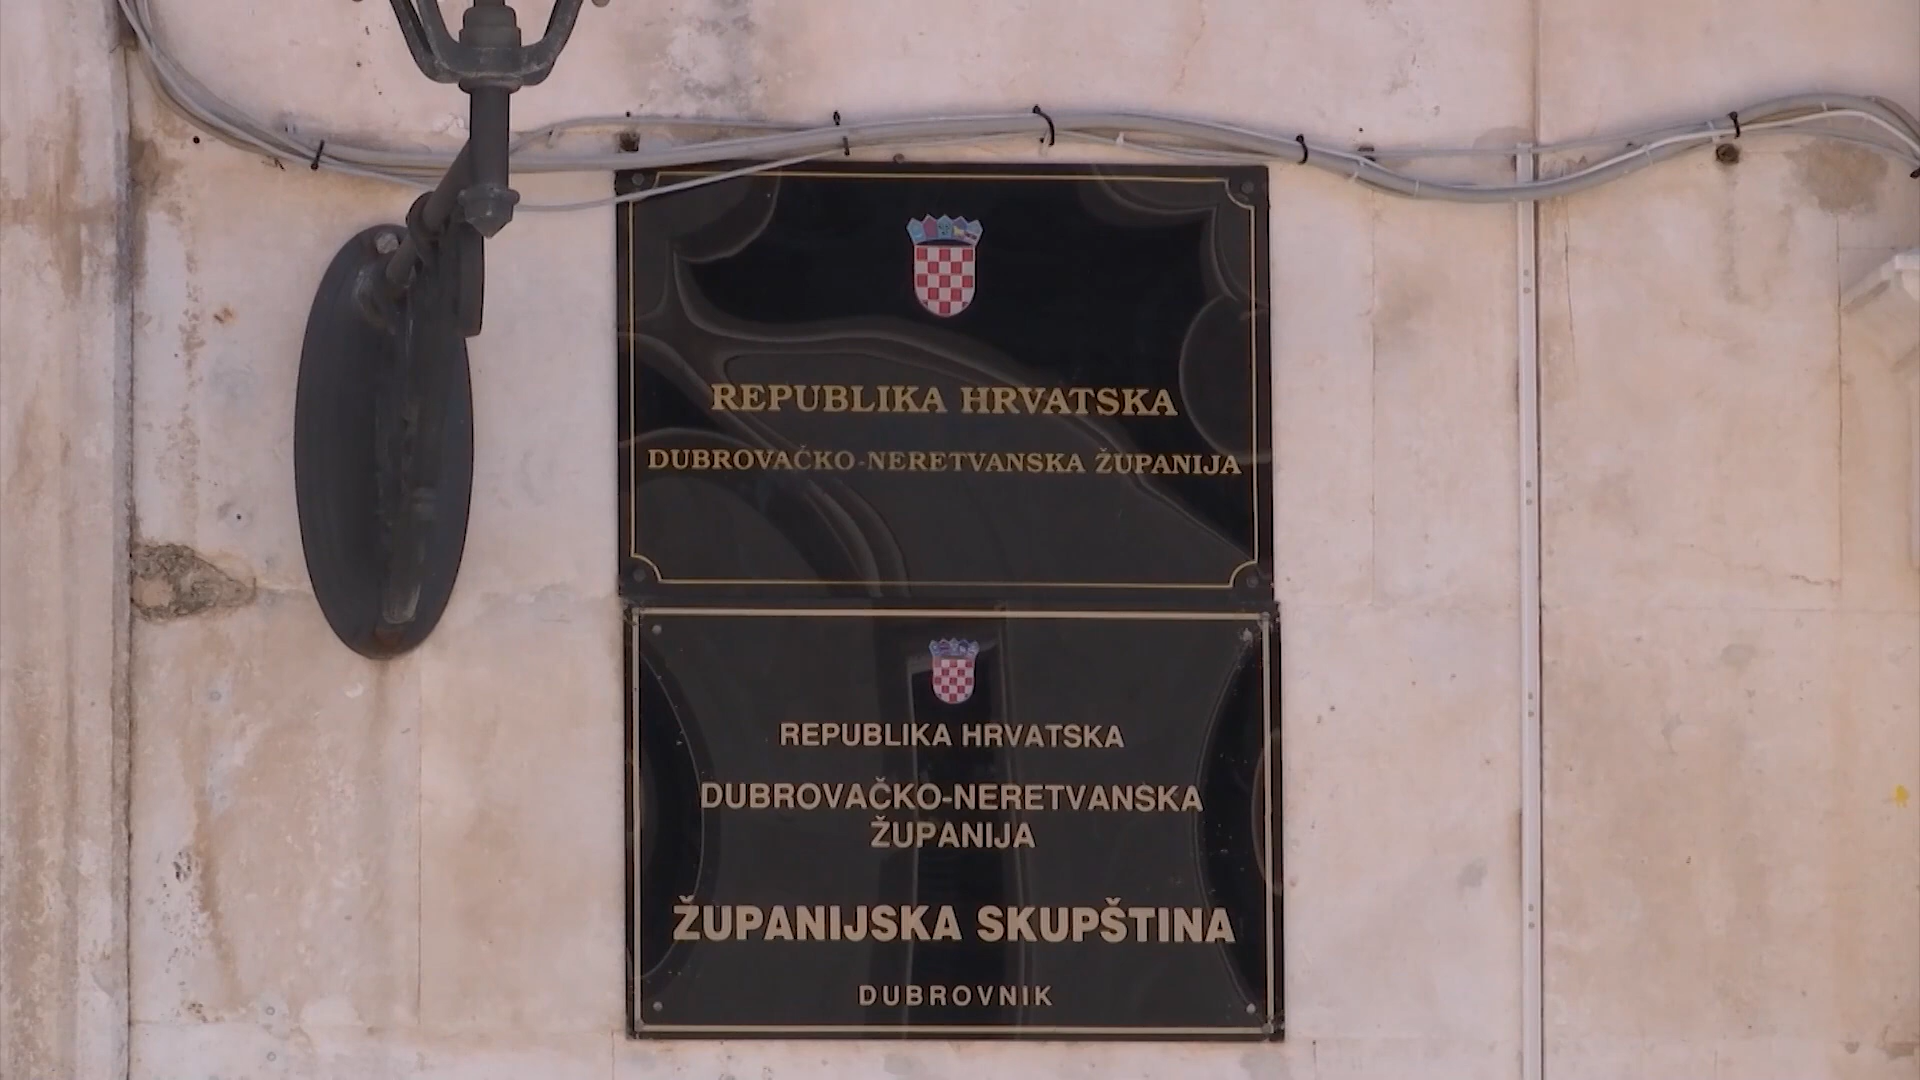 REPUBLIKA HRVATSKA
DUBROVAČKO-NERETVANSKA ŽUPANIJA
REPUBLIKA HRVATSKA
DUBROVAČKO-NERETVANSKA
ŽUPANIJA
ŽUPANIJSKA SKUPŠTINA
DUBROVNIK